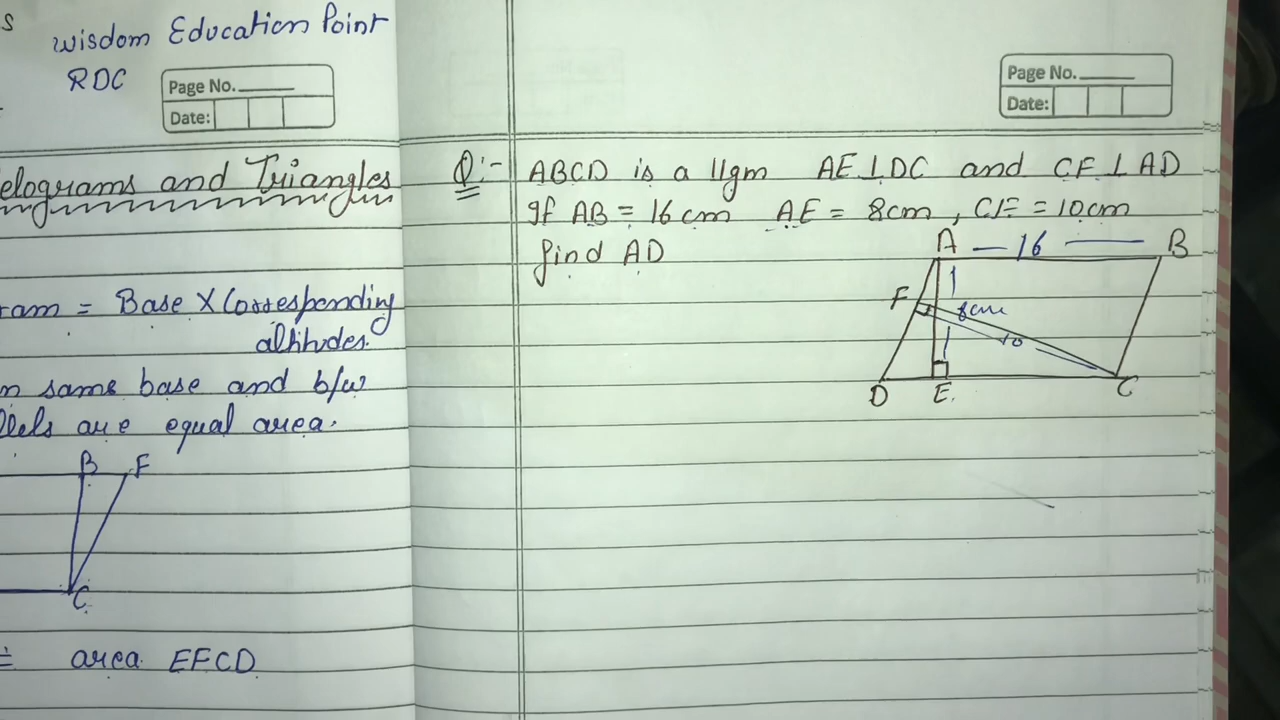 s
Wisdom Education Point
RDC
Page No.
Date:
elograms and Triangles
ram = Base X Corresponding
altitudes.
n same base and b/w
llels are equal area.
B F
C
= area EFCD
Page No.
Date:
Q:- ABCD is a llgm AE⊥DC and CF⊥AD
If AB = 16 cm AE = 8cm, CF = 10cm
find AD
A — 16 — B
F 8cm
10
D E. C